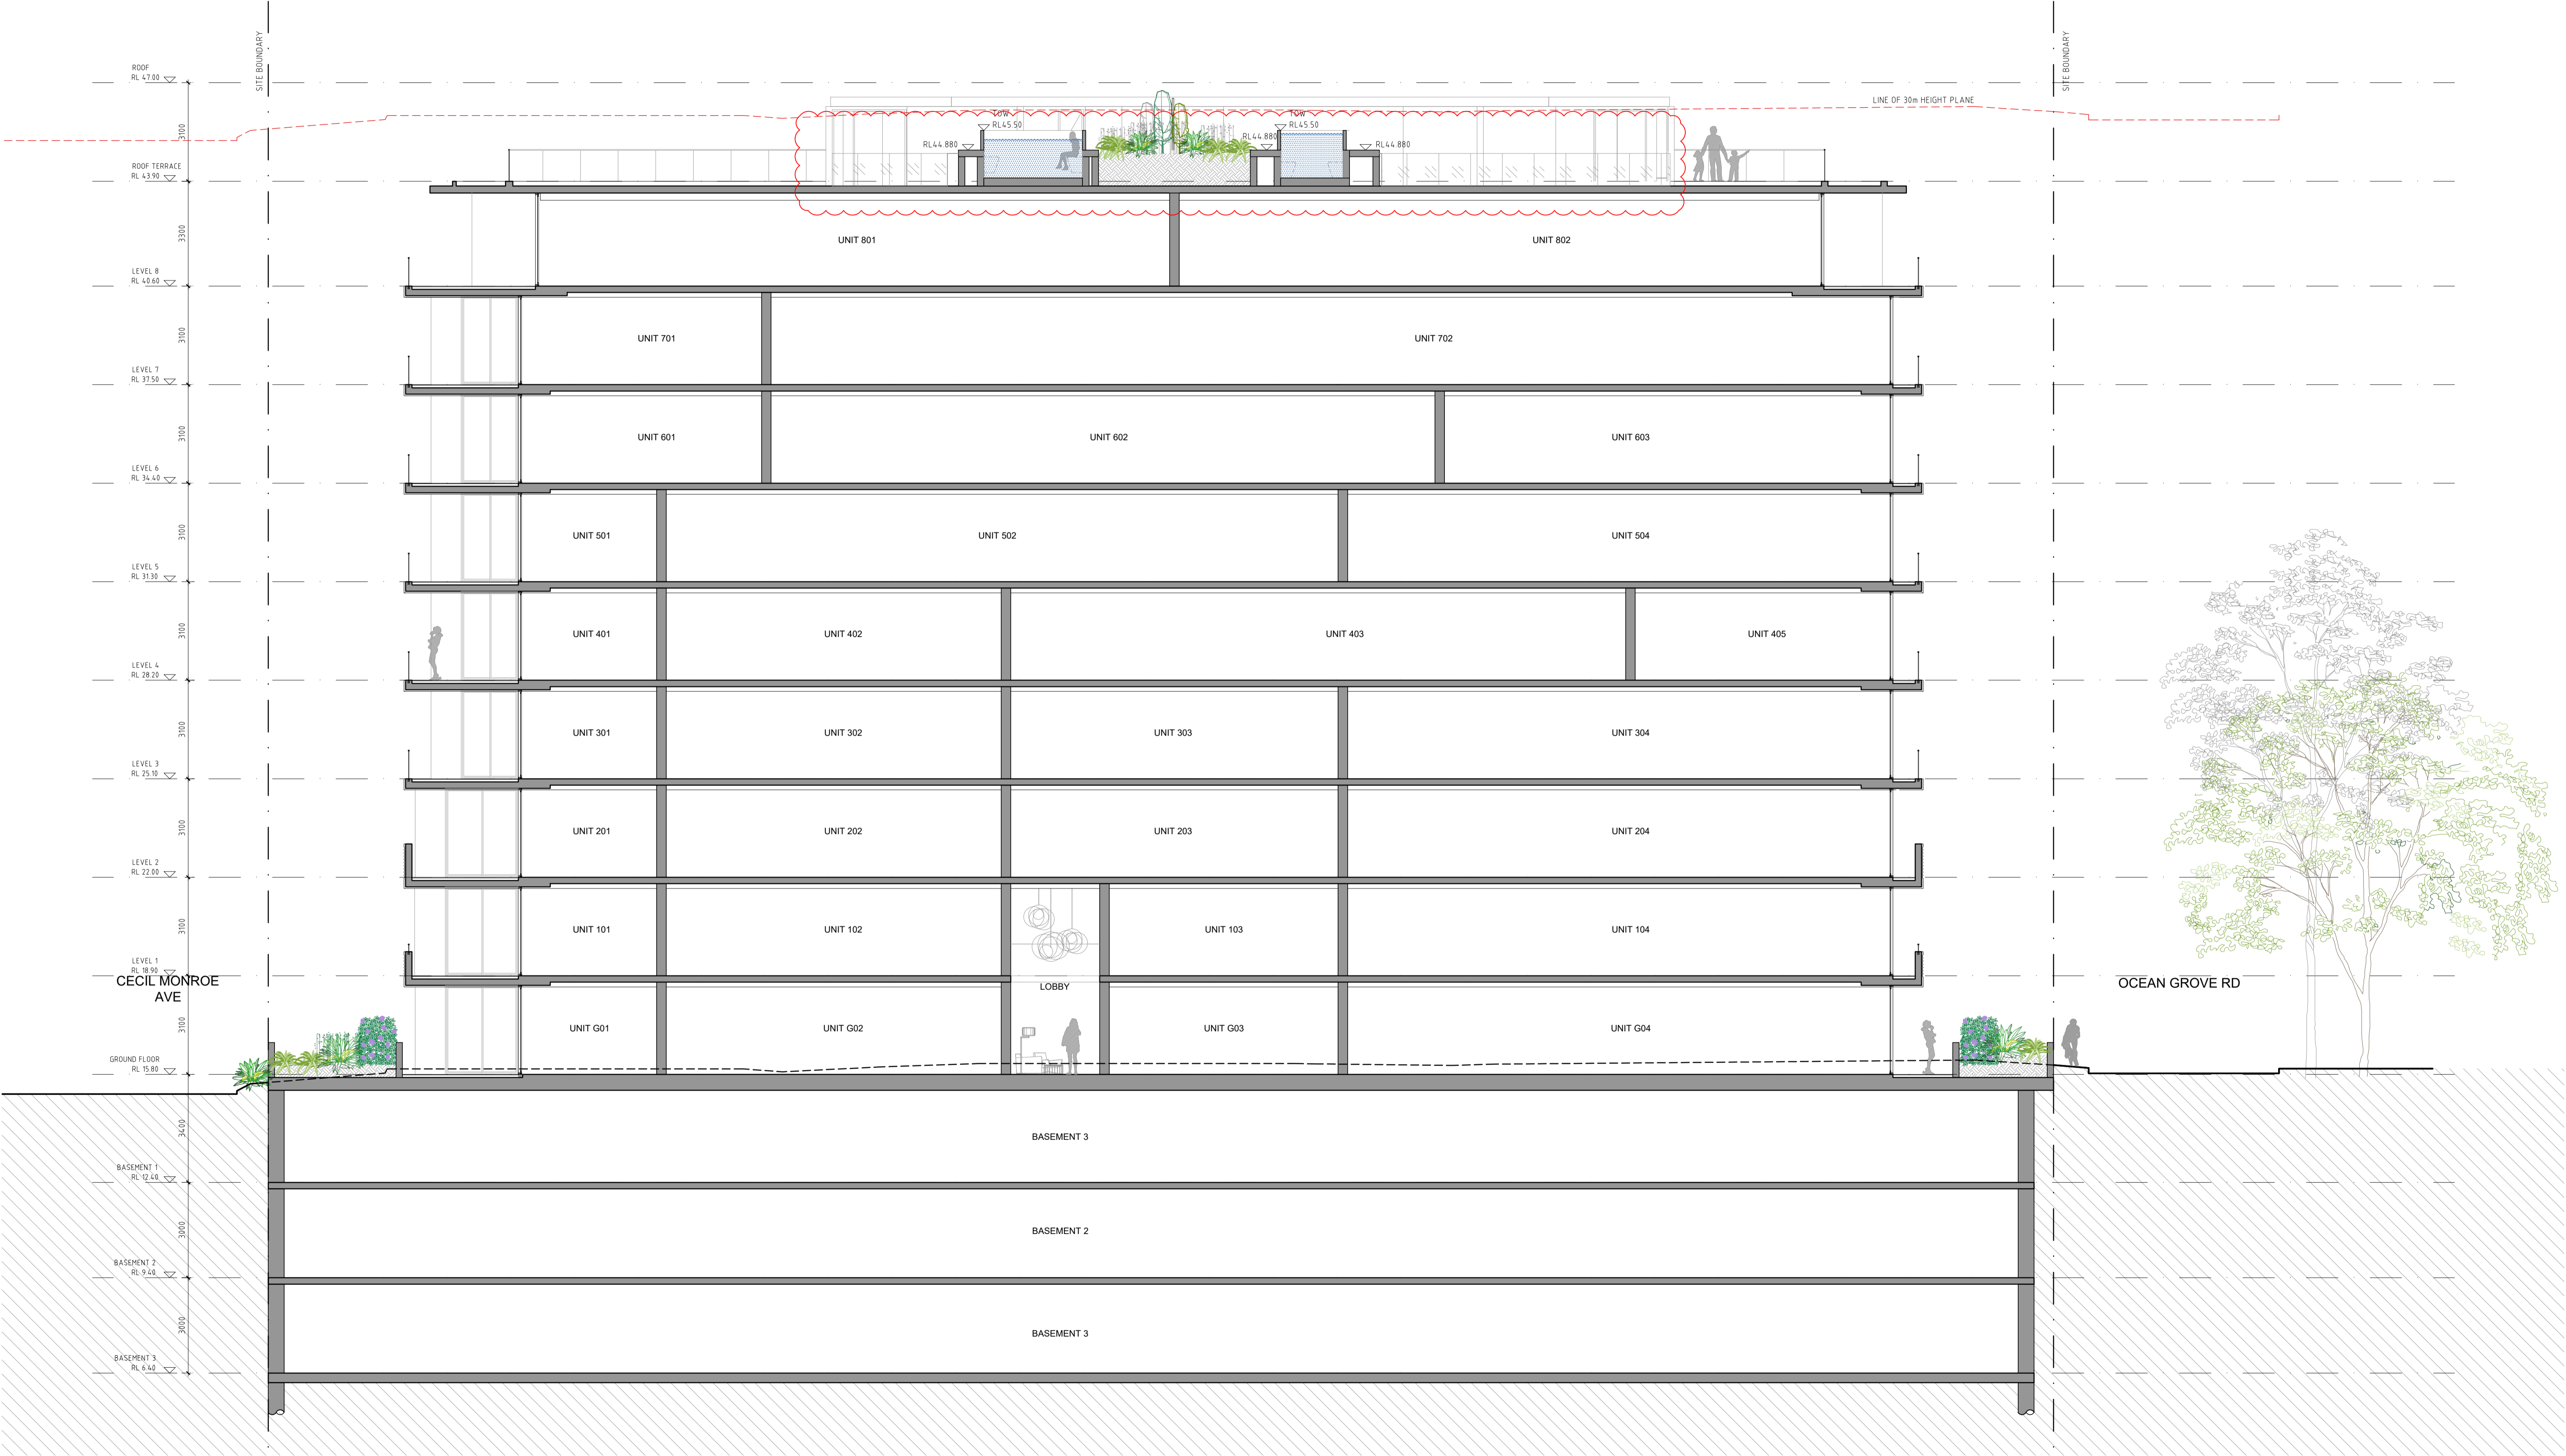 SITE BOUNDARY
SITE BOUNDARY
ROOF
RL 47.00
LINE OF 30m HEIGHT PLANE
3100
TOW
RL45.50
TOW
RL45.50
RL44.880
RL44.880
RL44.880
ROOF TERRACE
RL 43.90
3300
UNIT 801
UNIT 802
LEVEL 8
RL 40.60
3100
UNIT 701
UNIT 702
LEVEL 7
RL 37.50
3100
UNIT 601
UNIT 602
UNIT 603
LEVEL 6
RL 34.40
3100
UNIT 501
UNIT 502
UNIT 504
LEVEL 5
RL 31.30
3100
UNIT 401
UNIT 402
UNIT 403
UNIT 405
LEVEL 4
RL 28.20
3100
UNIT 301
UNIT 302
UNIT 303
UNIT 304
LEVEL 3
RL 25.10
3100
UNIT 201
UNIT 202
UNIT 203
UNIT 204
LEVEL 2
RL 22.00
3100
UNIT 101
UNIT 102
UNIT 103
UNIT 104
LEVEL 1
RL 18.90
CECIL MONROE
AVE
LOBBY
OCEAN GROVE RD
3100
UNIT G01
UNIT G02
UNIT G03
UNIT G04
GROUND FLOOR
RL 15.80
3400
BASEMENT 3
BASEMENT 1
RL 12.40
3000
BASEMENT 2
BASEMENT 2
RL 9.40
3000
BASEMENT 3
BASEMENT 3
RL 6.40